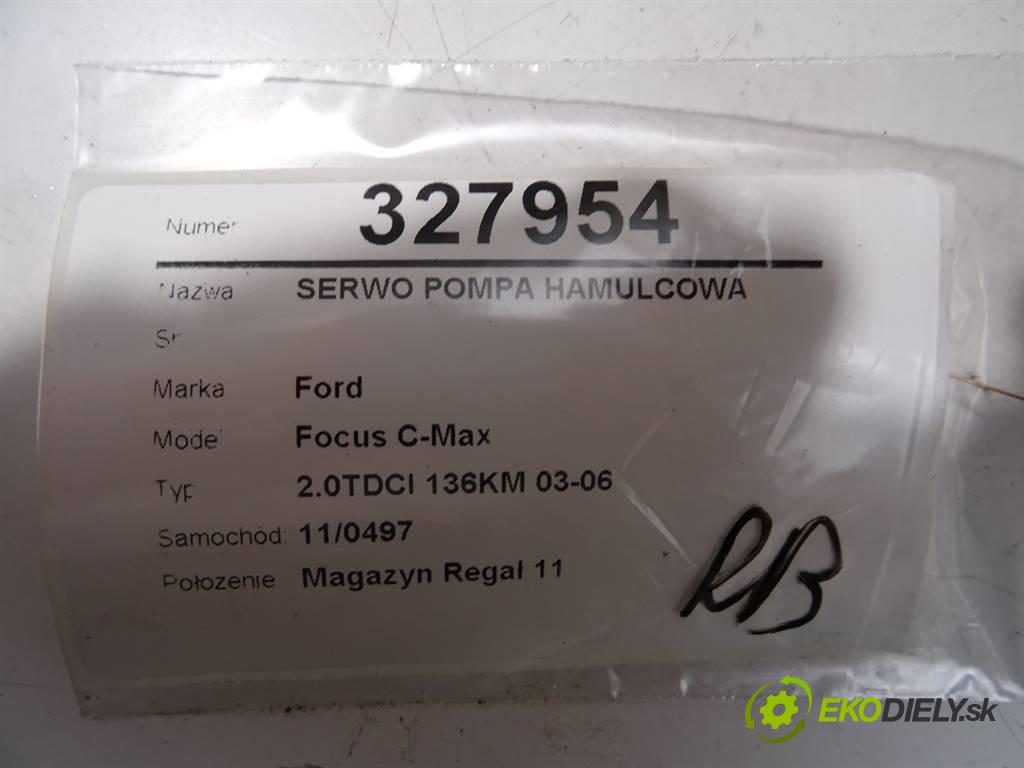 Numer 327954
Nazwa SERWO POMPA HAMULCOWA
Sr
Marka Ford
Model Focus C-Max
Typ 2.0TDCI 136KM 03-06
Samochód: 11/0497
Położenie Magazyn Regał 11
RB
EKODIELY.sk